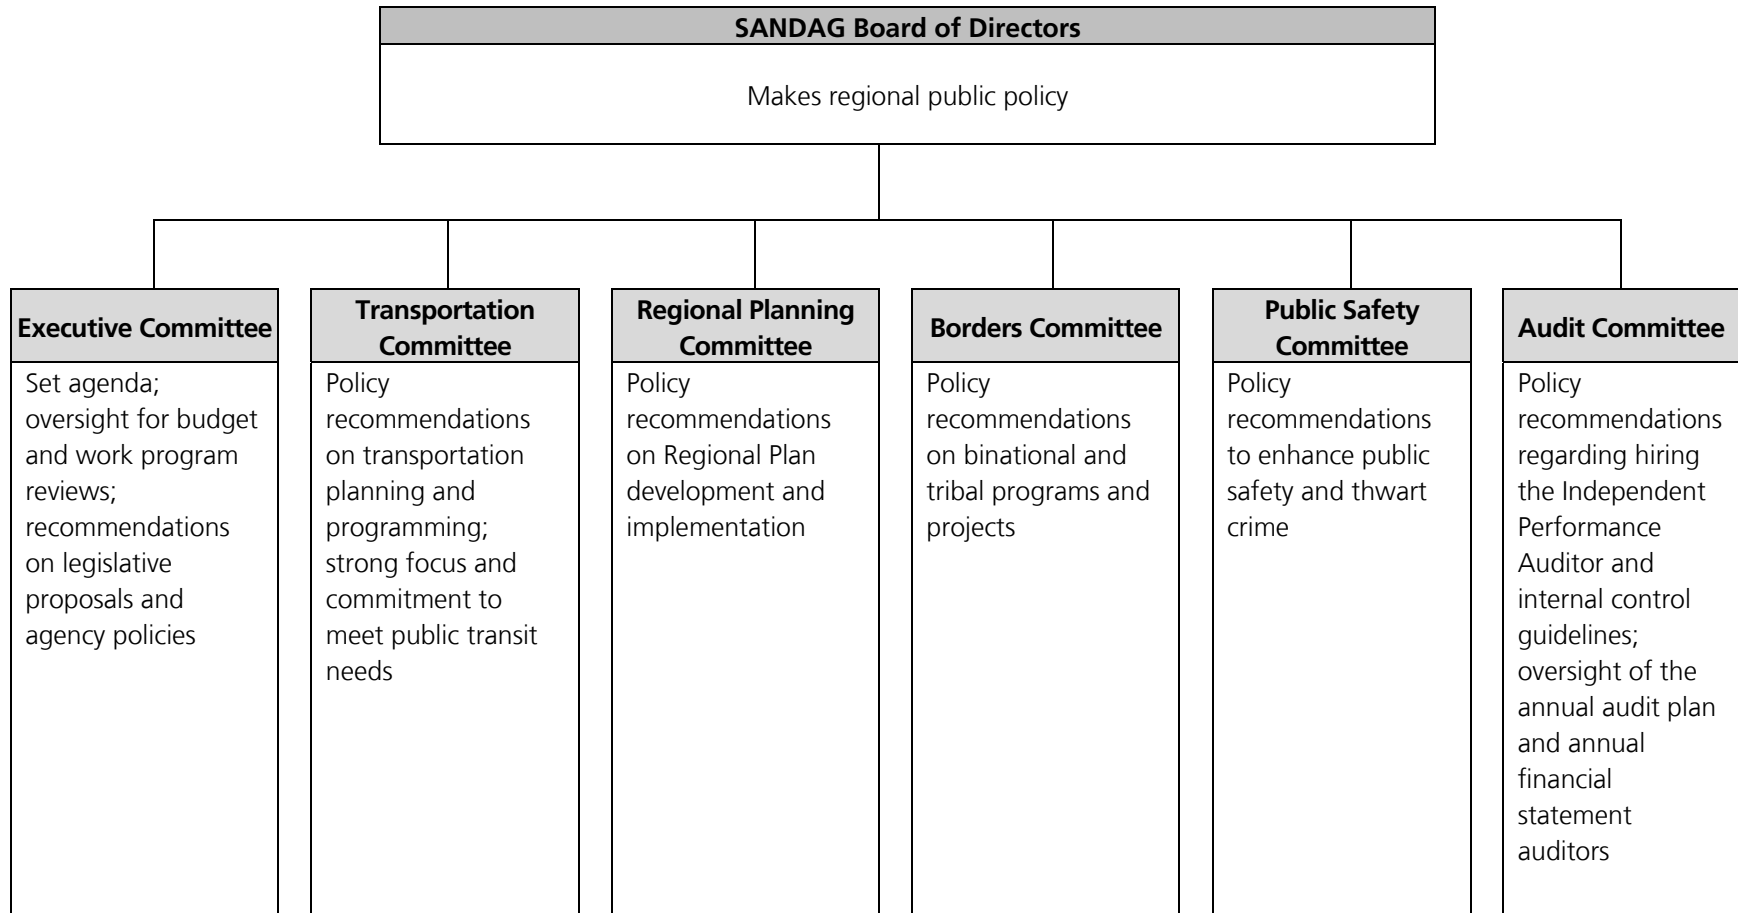 SANDAG Board of Directors
Makes regional public policy
Executive Committee
Set agenda;
oversight for budget
and work program
reviews;
recommendations
on legislative
proposals and
agency policies
Transportation
Committee
Policy
recommendations
on transportation
planning and
programming;
strong focus and
commitment to
meet public transit
needs
Regional Planning
Committee
Policy
recommendations
on Regional Plan
development and
implementation
Borders Committee
Policy
recommendations
on binational and
tribal programs and
projects
Public Safety
Committee
Policy
recommendations
to enhance public
safety and thwart
crime
Audit Committee
Policy
recommendations
regarding hiring
the Independent
Performance
Auditor and
internal control
guidelines;
oversight of the
annual audit plan
and annual
financial
statement
auditors